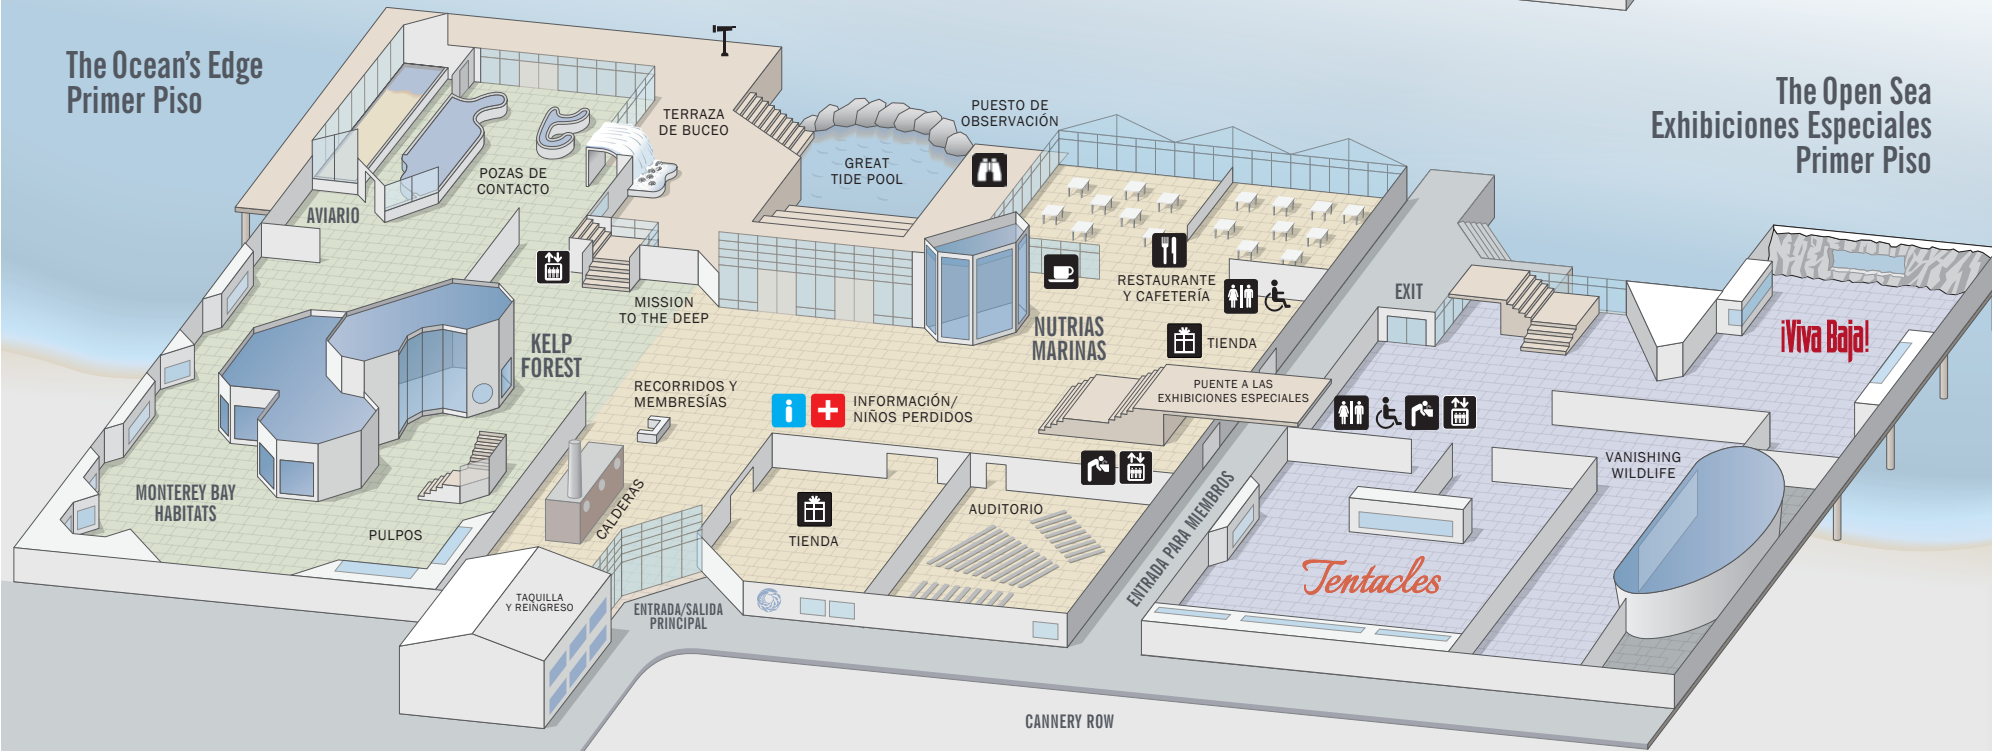 The Ocean's Edge
Primer Piso
The Open Sea
Exhibiciones Especiales
Primer Piso
TERRAZA
DE BUCEO
PUESTO DE
OBSERVACIÓN
GREAT
TIDE POOL
POZAS DE
CONTACTO
AVIARIO
RESTAURANTE
Y CAFETERÍA
EXIT
MISSION
TO THE DEEP
NUTRIAS
MARINAS
TIENDA
¡Viva Baja!
KELP
FOREST
RECORRIDOS Y
MEMBRESÍAS
i
INFORMACIÓN/
NIÑOS PERDIDOS
PUENTE A LAS
EXHIBICIONES ESPECIALES
VANISHING
WILDLIFE
MONTEREY BAY
HABITATS
CALDERAS
AUDITORIO
PULPOS
TIENDA
ENTRADA PARA MIEMBROS
Tentacles
TAQUILLA
Y REINGRESO
ENTRADA/SALIDA
PRINCIPAL
CANNERY ROW